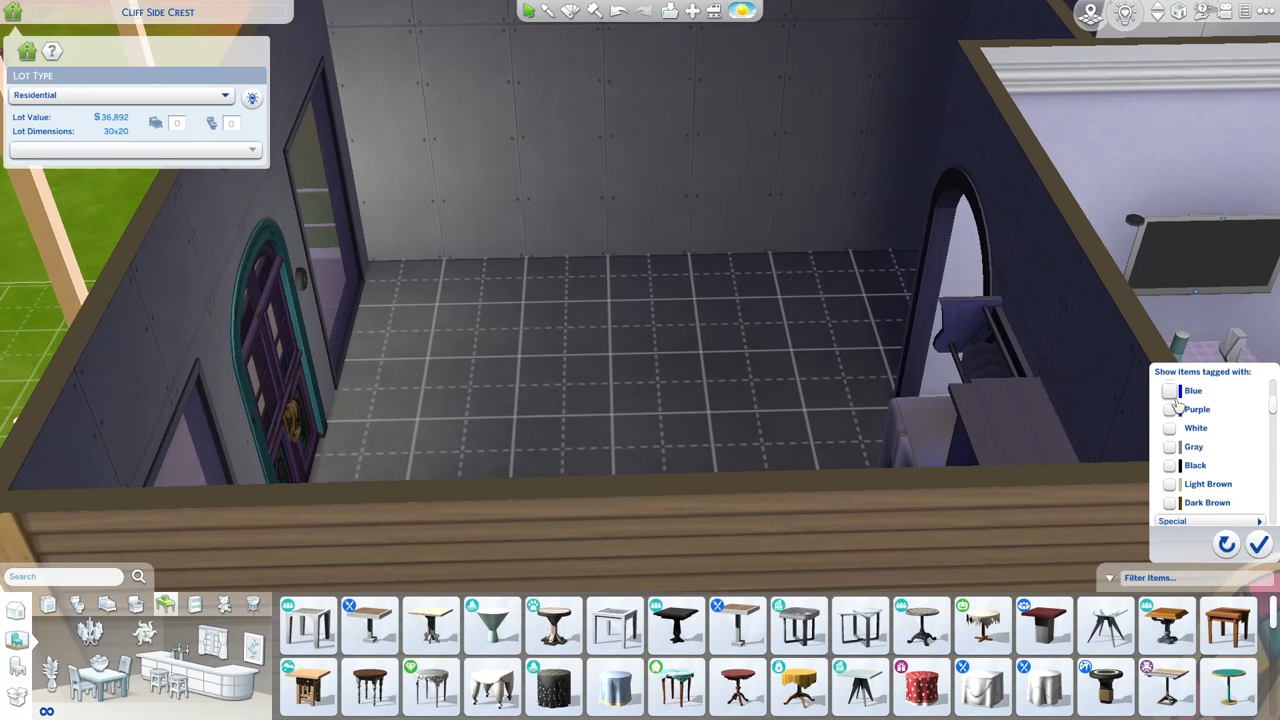 CLIFF SIDE CREST
LOT TYPE
Residential
Lot Value: §36,892
0
0
Lot Dimensions: 30x20
Show items tagged with:
Blue
Purple
White
Gray
Black
Light Brown
Dark Brown
Special
Search
Filter Items...